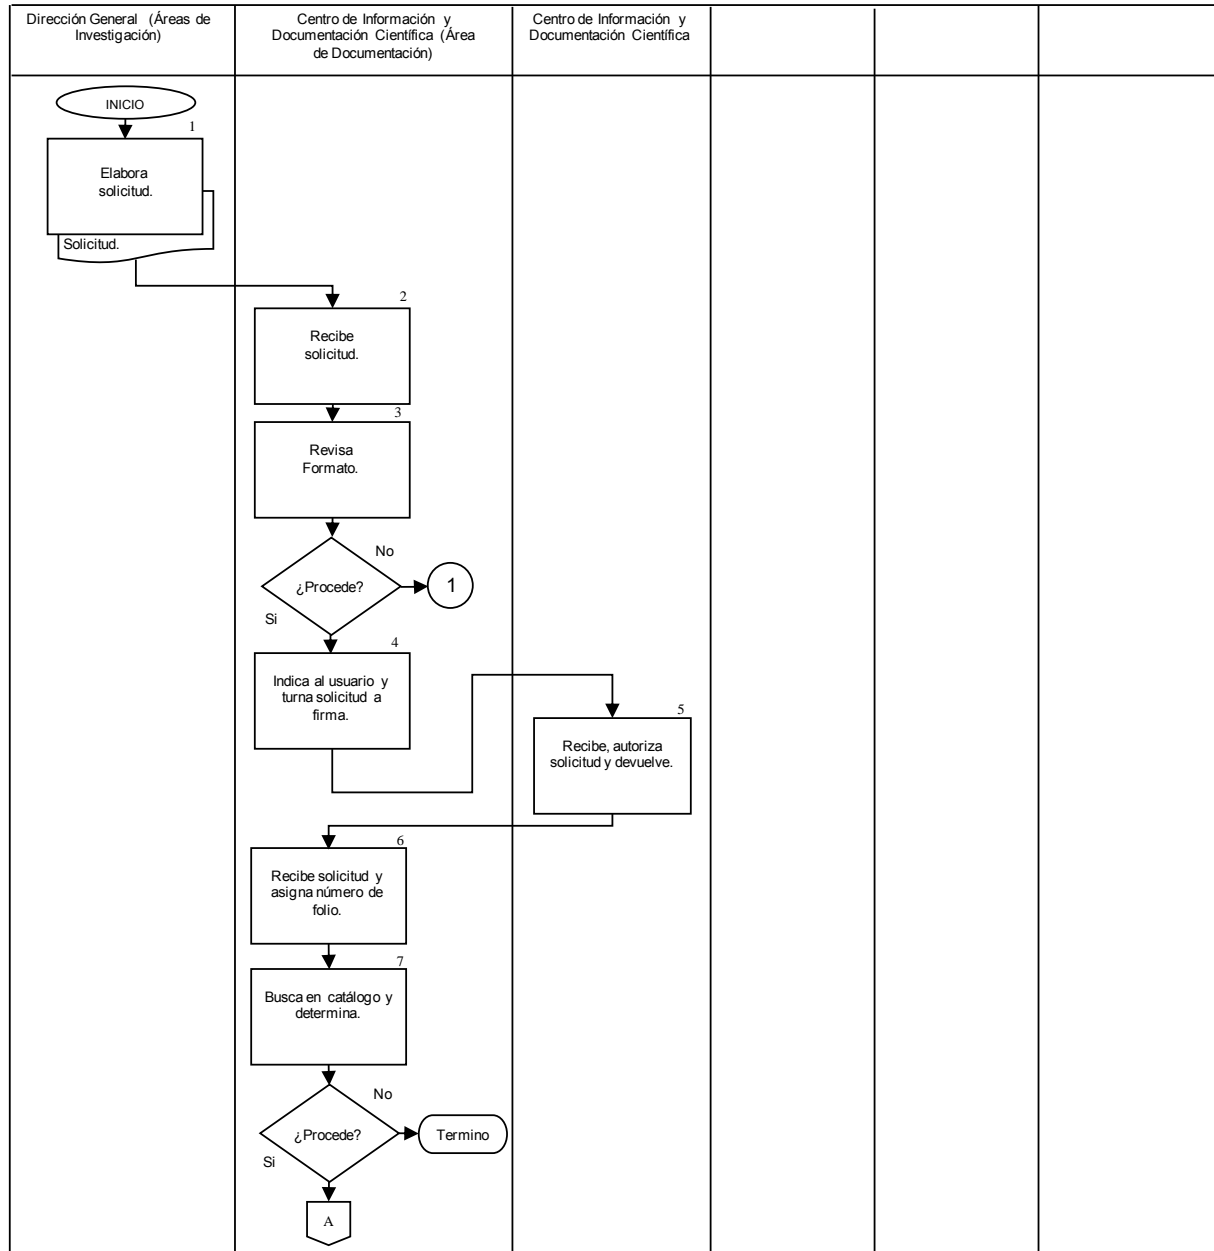 Dirección General (Áreas de
Investigación)
Centro de Información y
Documentación Científica (Área
de Documentación)
Centro de Información y
Documentación Científica
INICIO
1
Elabora
solicitud.
Solicitud.
2
Recibe
solicitud.
3
Revisa
Formato.
¿Procede?
No
1
Si
4
Indica al usuario y
turna solicitud a
firma.
5
Recibe, autoriza
solicitud y devuelve.
6
Recibe solicitud y
asigna número de
folio.
7
Busca en catálogo y
determina.
¿Procede?
No
Termino
Si
A